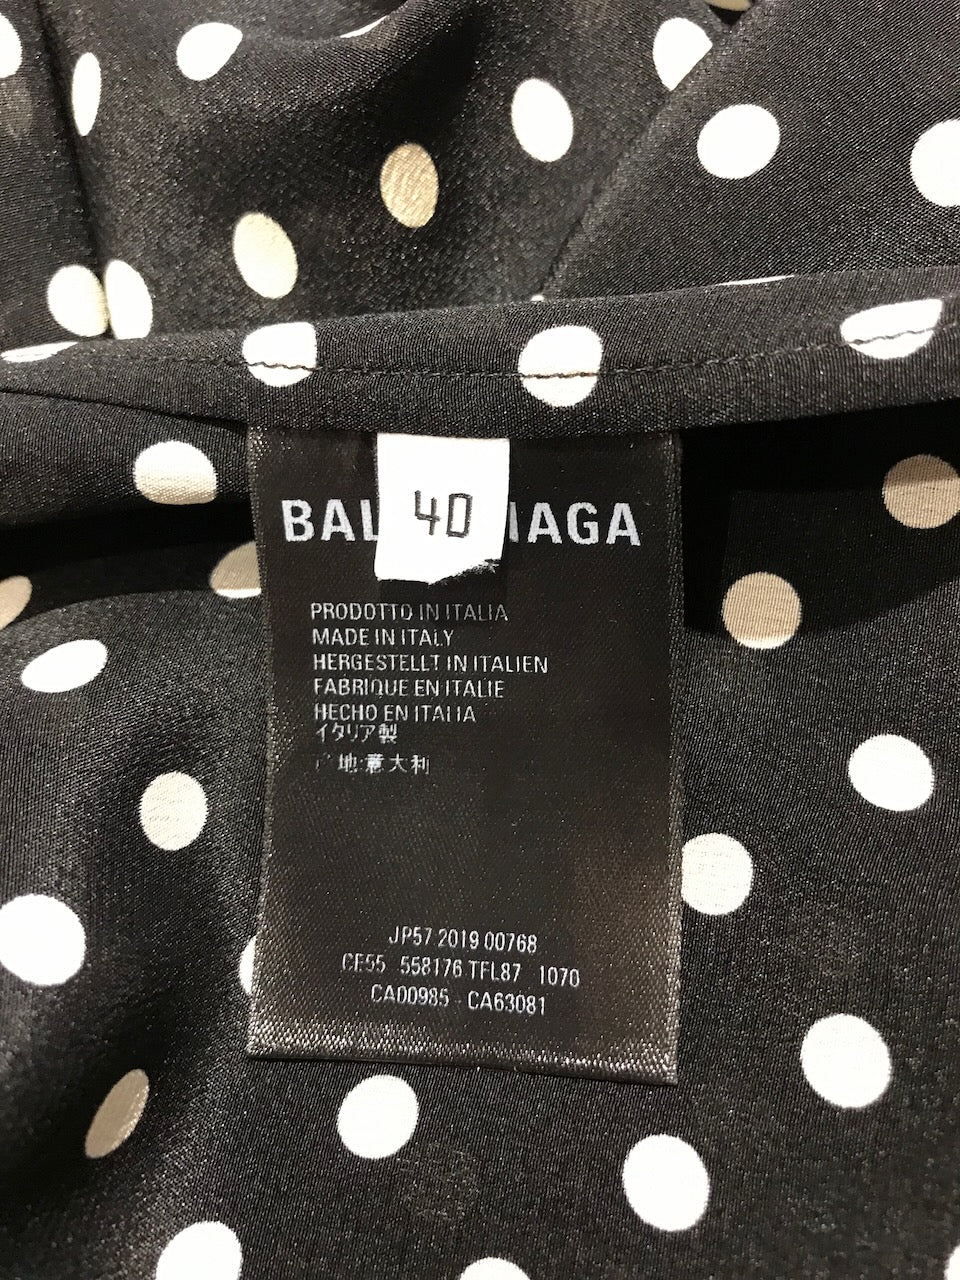 40
BAL IAGA
PRODOTTO IN ITALIA
MADE IN ITALY
HERGESTELLT IN ITALIEN
FABRIQUE EN ITALIE
HECHO EN ITALIA
イタリア製
地:意大利
JP57 2019 00768
CE55 558176 TFL87 1070
CA00985 - CA63081